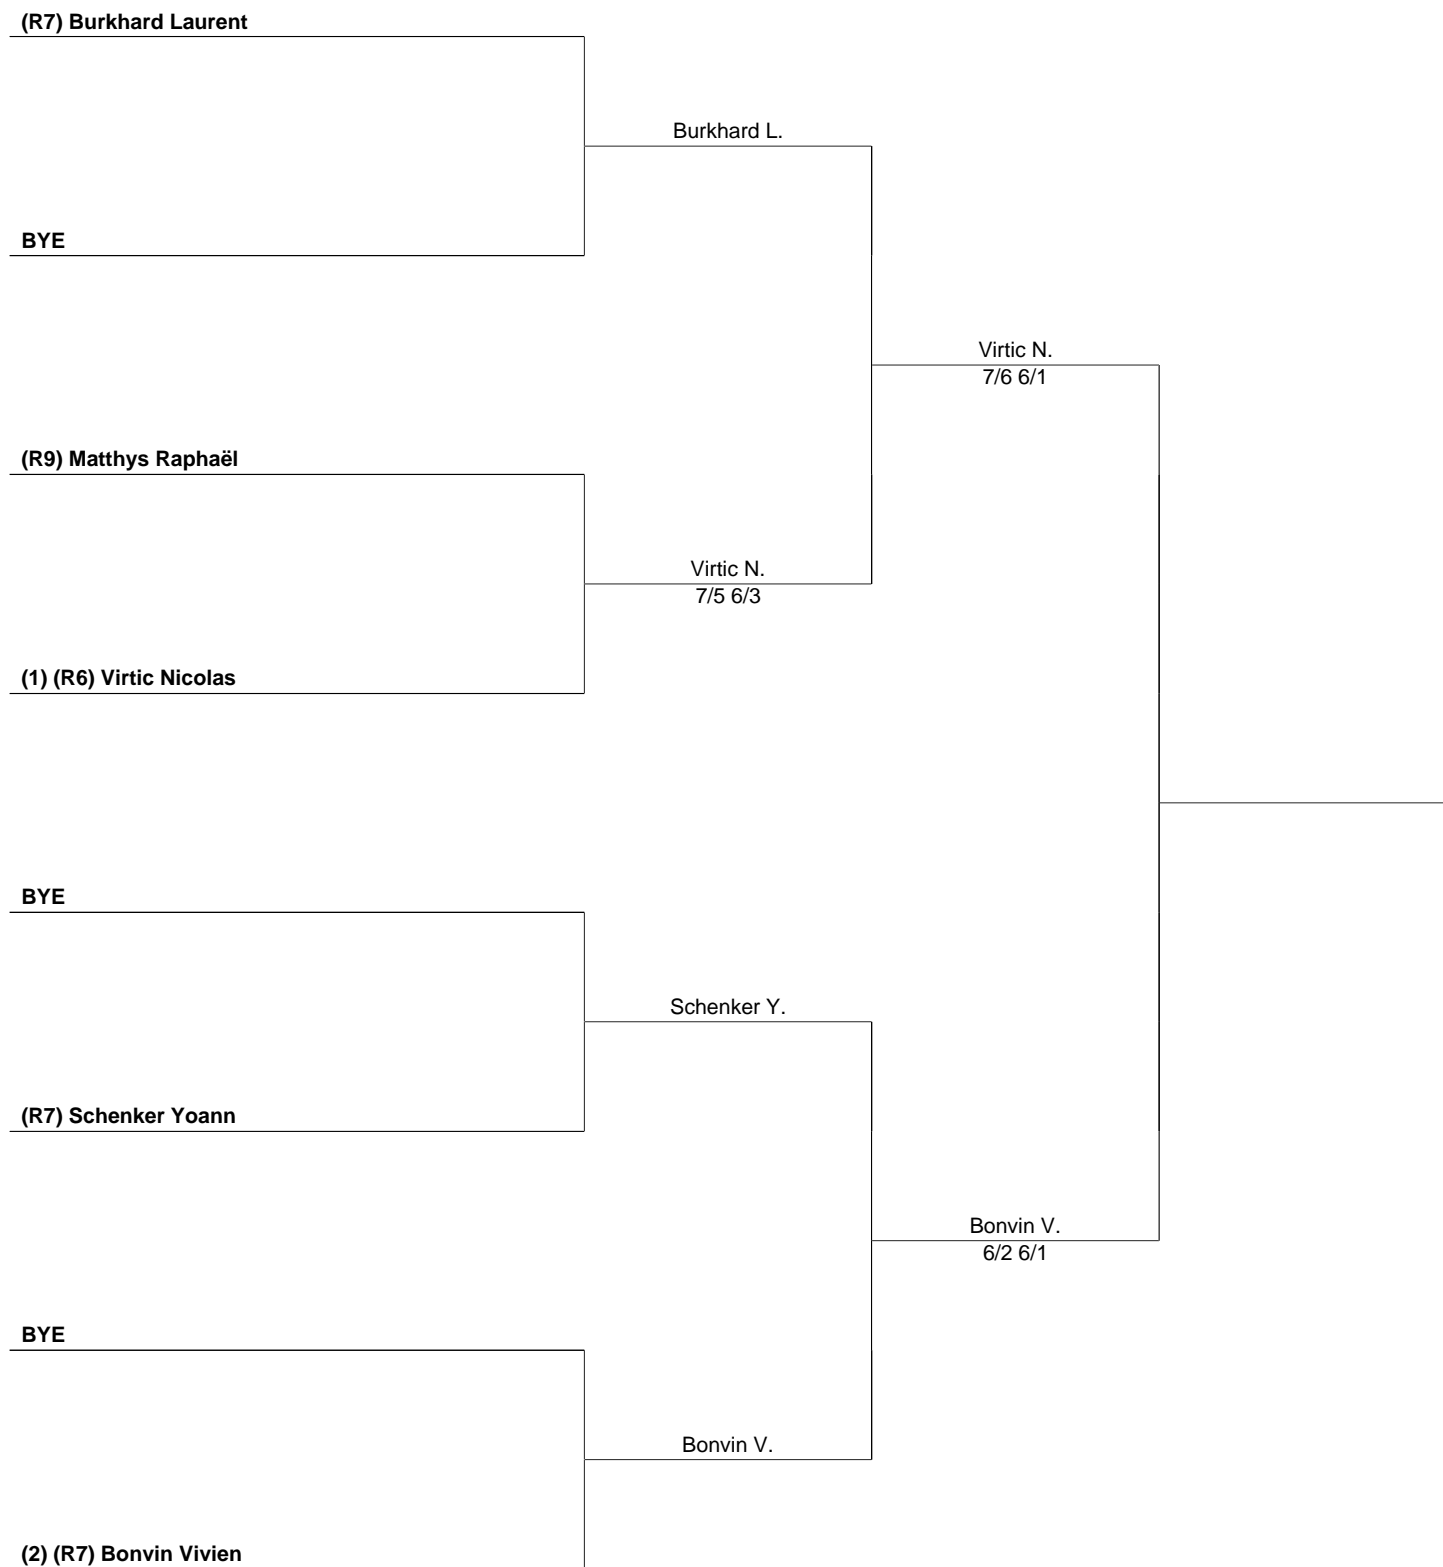 (R7) Burkhard Laurent
Burkhard L.
BYE
Virtic N.
7/6 6/1
(R9) Matthys Raphaël
Virtic N.
7/5 6/3
(1) (R6) Virtic Nicolas
BYE
Schenker Y.
(R7) Schenker Yoann
Bonvin V.
6/2 6/1
BYE
Bonvin V.
(2) (R7) Bonvin Vivien